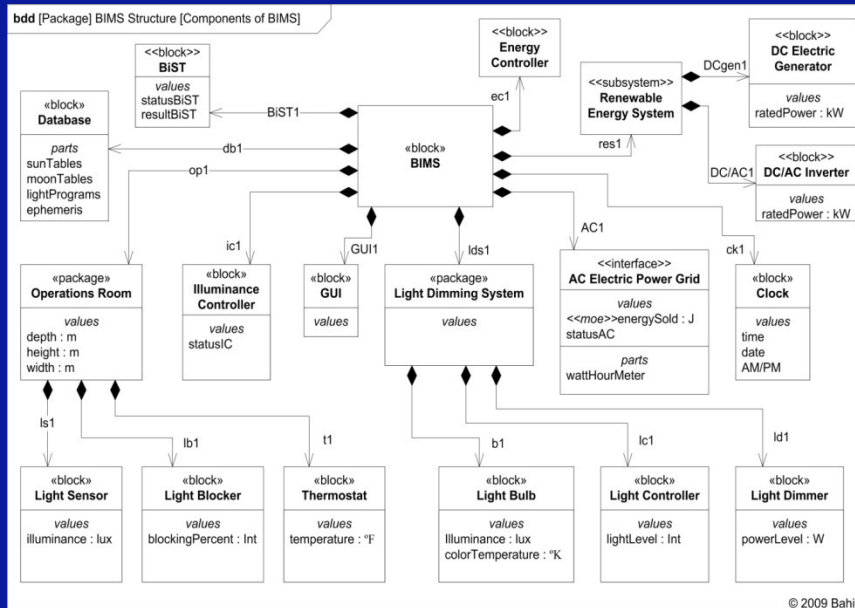 bdd [Package] BIMS Structure [Components of BIMS]
<<block>>
BiST
values
statusBiST
resultBiST
<<block>>
Energy
Controller
<<subsystem>>
Renewable
Energy System
<<block>>
DC Electric
Generator
values
ratedPower : kW
«block»
Database
parts
sunTables
moonTables
lightPrograms
ephemeris
«block»
BIMS
<<block>>
DC/AC Inverter
values
ratedPower : kW
BiST1
db1
op1
ec1
res1
DCgen1
DC/AC1
ic1
GUI1
lds1
AC1
ck1
«package»
Operations Room
values
depth : m
height : m
width : m
«block»
Illuminance
Controller
values
statusIC
«block»
GUI
values
«package»
Light Dimming System
values
<<interface>>
AC Electric Power Grid
values
<<moe>>energySold : J
statusAC
parts
wattHourMeter
«block»
Clock
values
time
date
AM/PM
ls1
lb1
t1
b1
lc1
ld1
«block»
Light Sensor
values
illuminance : lux
«block»
Light Blocker
values
blockingPercent : Int
«block»
Thermostat
values
temperature : ºF
«block»
Light Bulb
values
Illuminance : lux
colorTemperature : ºK
«block»
Light Controller
values
lightLevel : Int
«block»
Light Dimmer
values
powerLevel : W
© 2009 Bahi